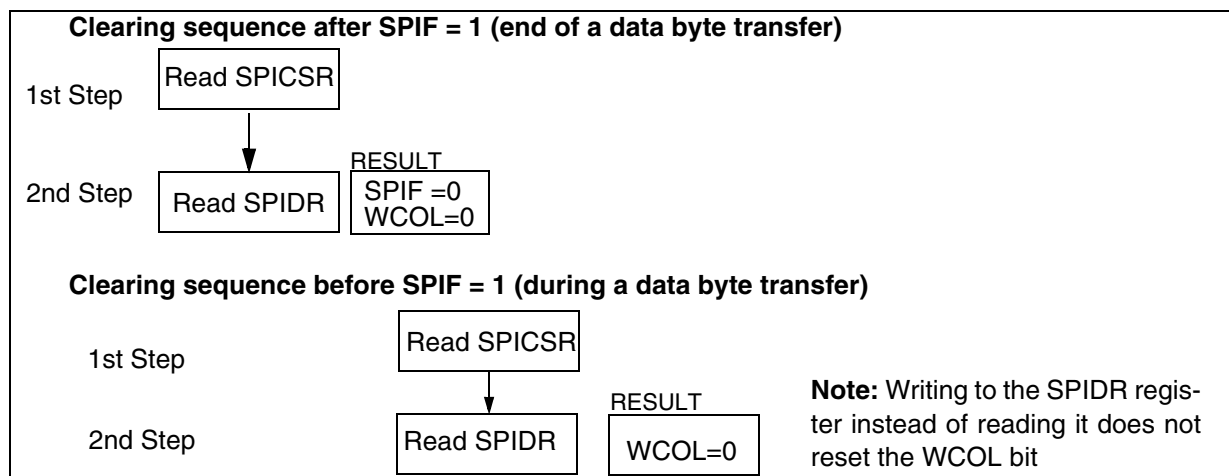 Clearing sequence after SPIF = 1 (end of a data byte transfer)
1st Step
Read SPICSR
2nd Step
Read SPIDR
RESULT
SPIF =0
WCOL=0
Clearing sequence before SPIF = 1 (during a data byte transfer)
1st Step
Read SPICSR
2nd Step
Read SPIDR
RESULT
WCOL=0
Note: Writing to the SPIDR regis-
ter instead of reading it does not
reset the WCOL bit